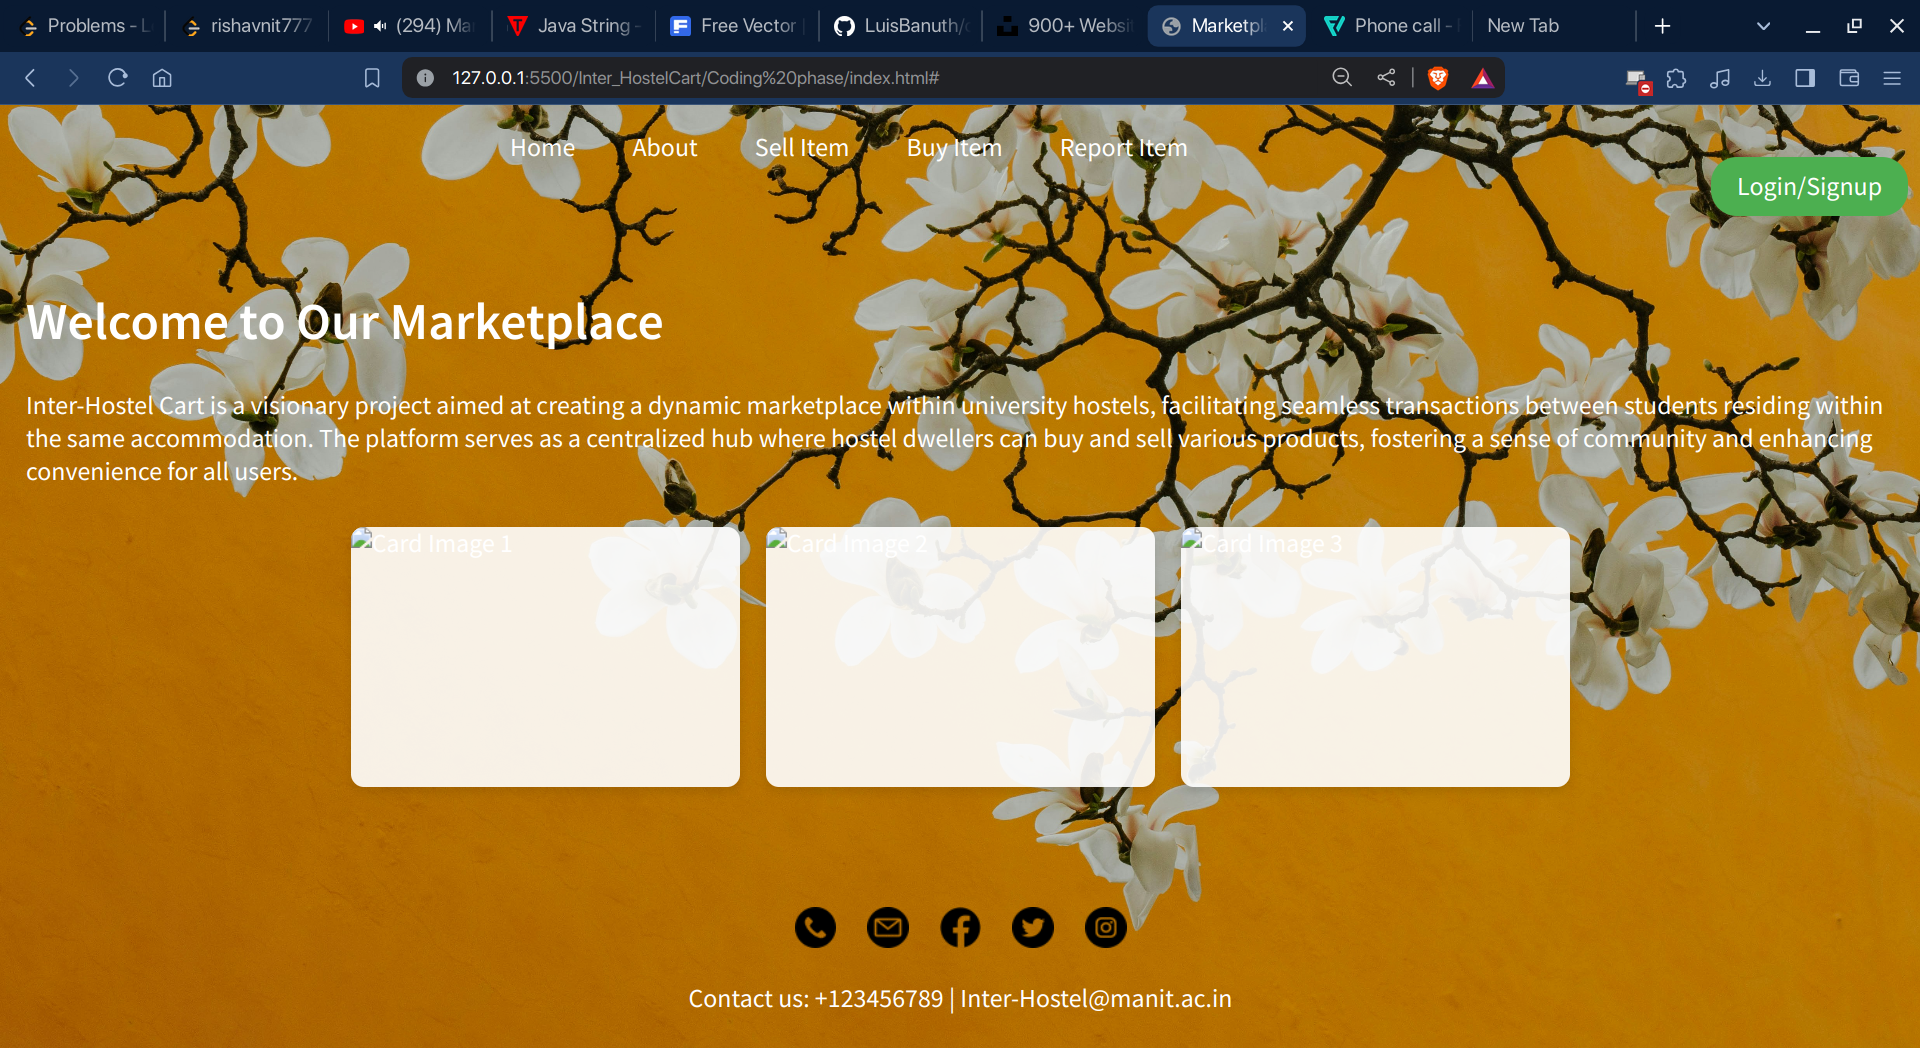 Problems - L
rishavnit777
(294) Ma
Java String -
Free Vector
LuisBanuth/
900+ Websi
Marketpl
Phone call -
New Tab
127.0.0.1:5500/Inter_HostelCart/Coding%20phase/index.html#
Home About Sell Item Buy Item Report Item
Login/Signup
Welcome to Our Marketplace
Inter-Hostel Cart is a visionary project aimed at creating a dynamic marketplace within university hostels, facilitating seamless transactions between students residing within
the same accommodation. The platform serves as a centralized hub where hostel dwellers can buy and sell various products, fostering a sense of community and enhancing
convenience for all users.
Card Image 1
Card Image 2
Card Image 3
Contact us: +123456789 | Inter-Hostel@manit.ac.in